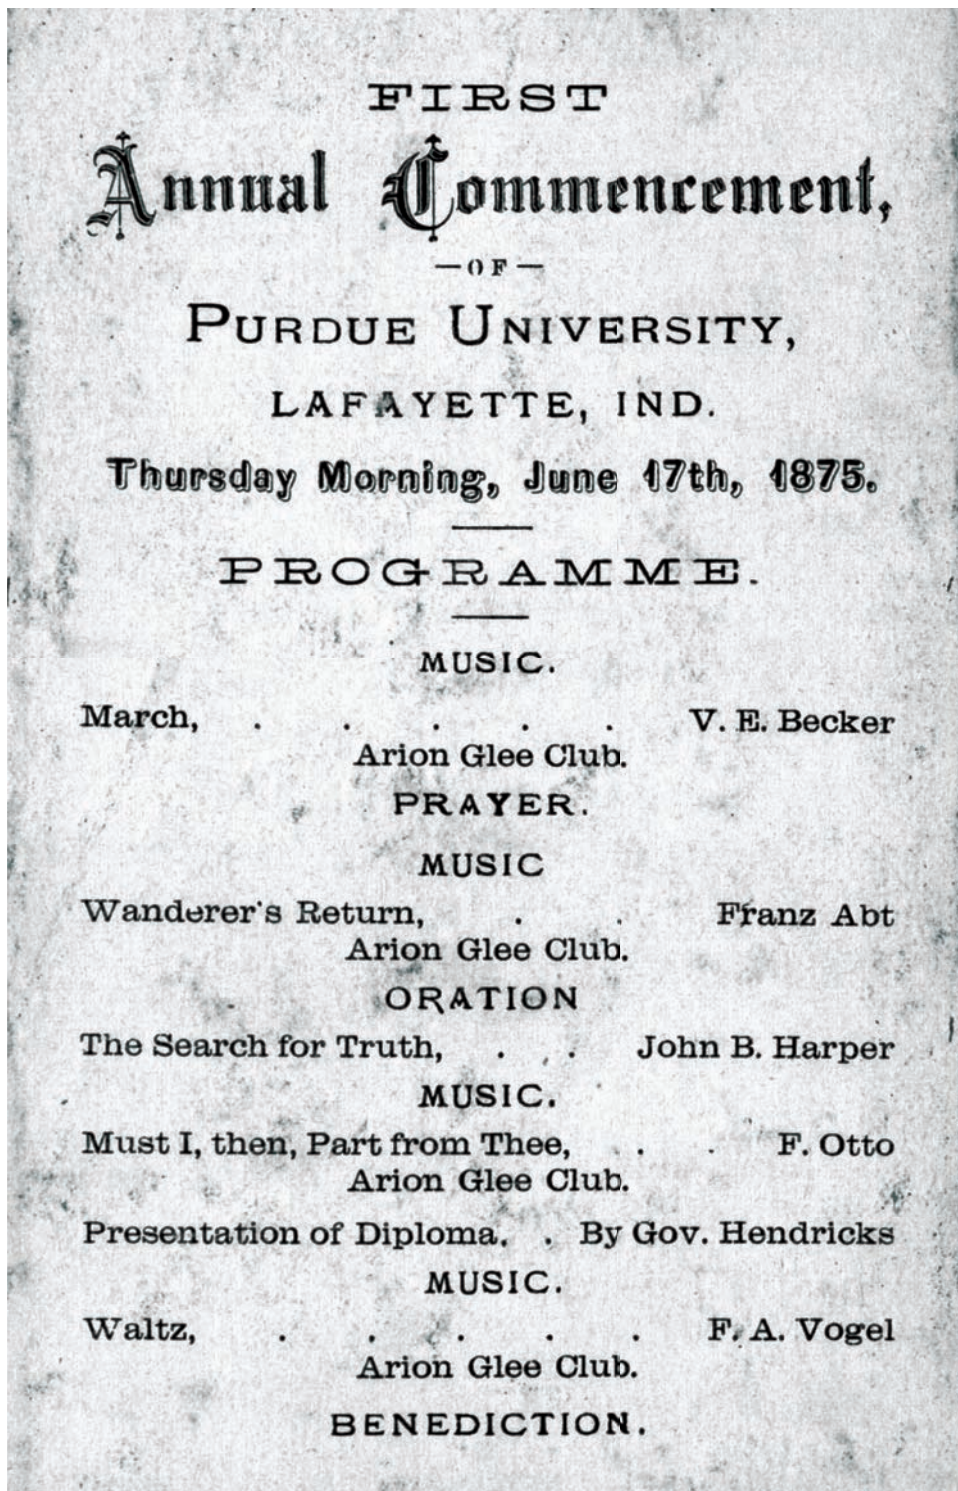 FIRST
Annual Commencement,
—OF—
PURDUE UNIVERSITY,
LAFAYETTE, IND.
Thursday Morning, June 17th, 1875.
PROGRAMME.
MUSIC.
March, . . . . . V. E. Becker
Arion Glee Club.
PRAYER.
MUSIC
Wanderer's Return, . . Franz Abt
Arion Glee Club.
ORATION
The Search for Truth, . . John B. Harper
MUSIC.
Must I, then, Part from Thee, . . F. Otto
Arion Glee Club.
Presentation of Diploma. . By Gov. Hendricks
MUSIC.
Waltz, . . . . . F. A. Vogel
Arion Glee Club.
BENEDICTION.